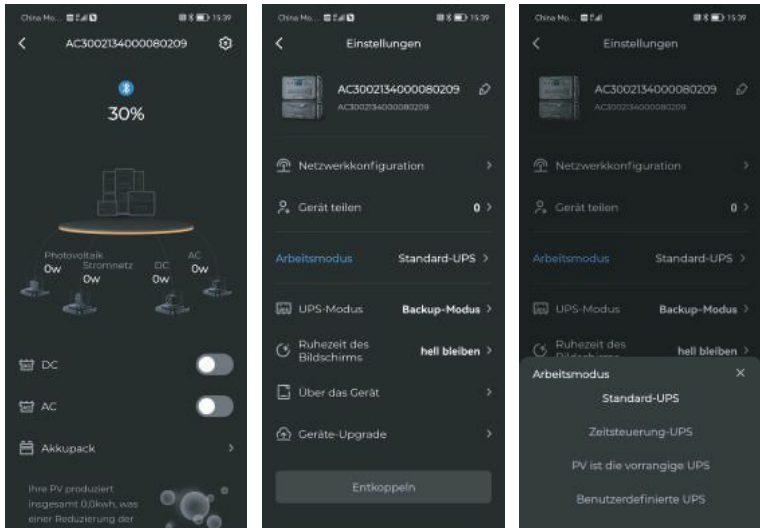 China Mo...
15:39
AC3002134000080209
30%
Photovoltaik
0w
Stromnetz
0w
DC
0w
AC
0w
DC
AC
Akkupack
Ihre PV produziert
insgesamt 0,0kwh, was
einer Reduzierung der
China Mo...
15:39
Einstellungen
AC3002134000080209
AC3002134000080209
Netzwerkkonfiguration
Gerät teilen 0
Arbeitsmodus Standard-UPS
UPS-Modus Backup-Modus
Ruhezeit des
Bildschirms
hell bleiben
Über das Gerät
Geräte-Upgrade
Entkoppeln
China Mo...
15:39
Einstellungen
AC3002134000080209
AC3002134000080209
Netzwerkkonfiguration
Gerät teilen 0
Arbeitsmodus Standard-UPS
UPS-Modus Backup-Modus
Ruhezeit des
hell bleiben
Arbeitsmodus
Standard-UPS
Zeitsteuerung-UPS
PV ist die vorrangige UPS
Benutzerdefinierte UPS